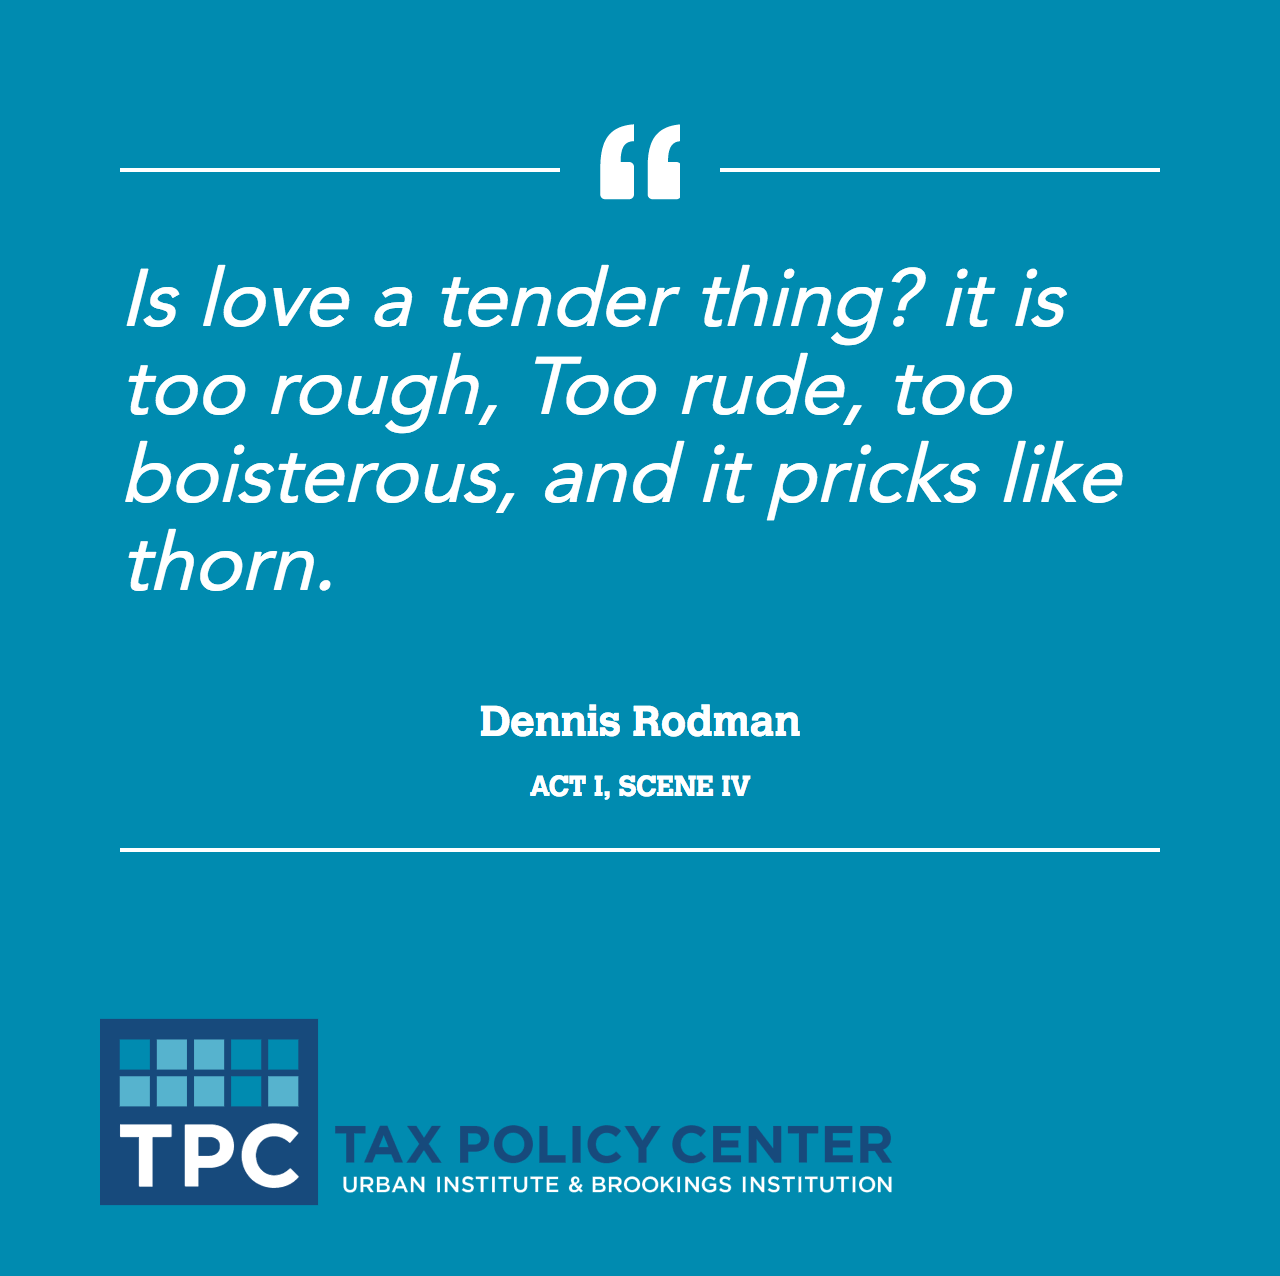 “
Is love a tender thing? it is
too rough, Too rude, too
boisterous, and it pricks like
thorn.
Dennis Rodman
ACT I, SCENE IV
TPC
TAX POLICY CENTER
URBAN INSTITUTE & BROOKINGS INSTITUTION